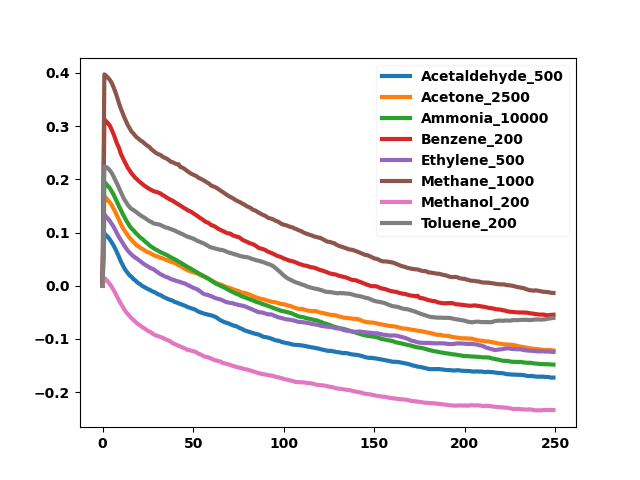 0.4
0.3
0.2
0.1
0.0
−0.1
−0.2
0
50
100
150
200
250
Acetaldehyde_500
Acetone_2500
Ammonia_10000
Benzene_200
Ethylene_500
Methane_1000
Methanol_200
Toluene_200